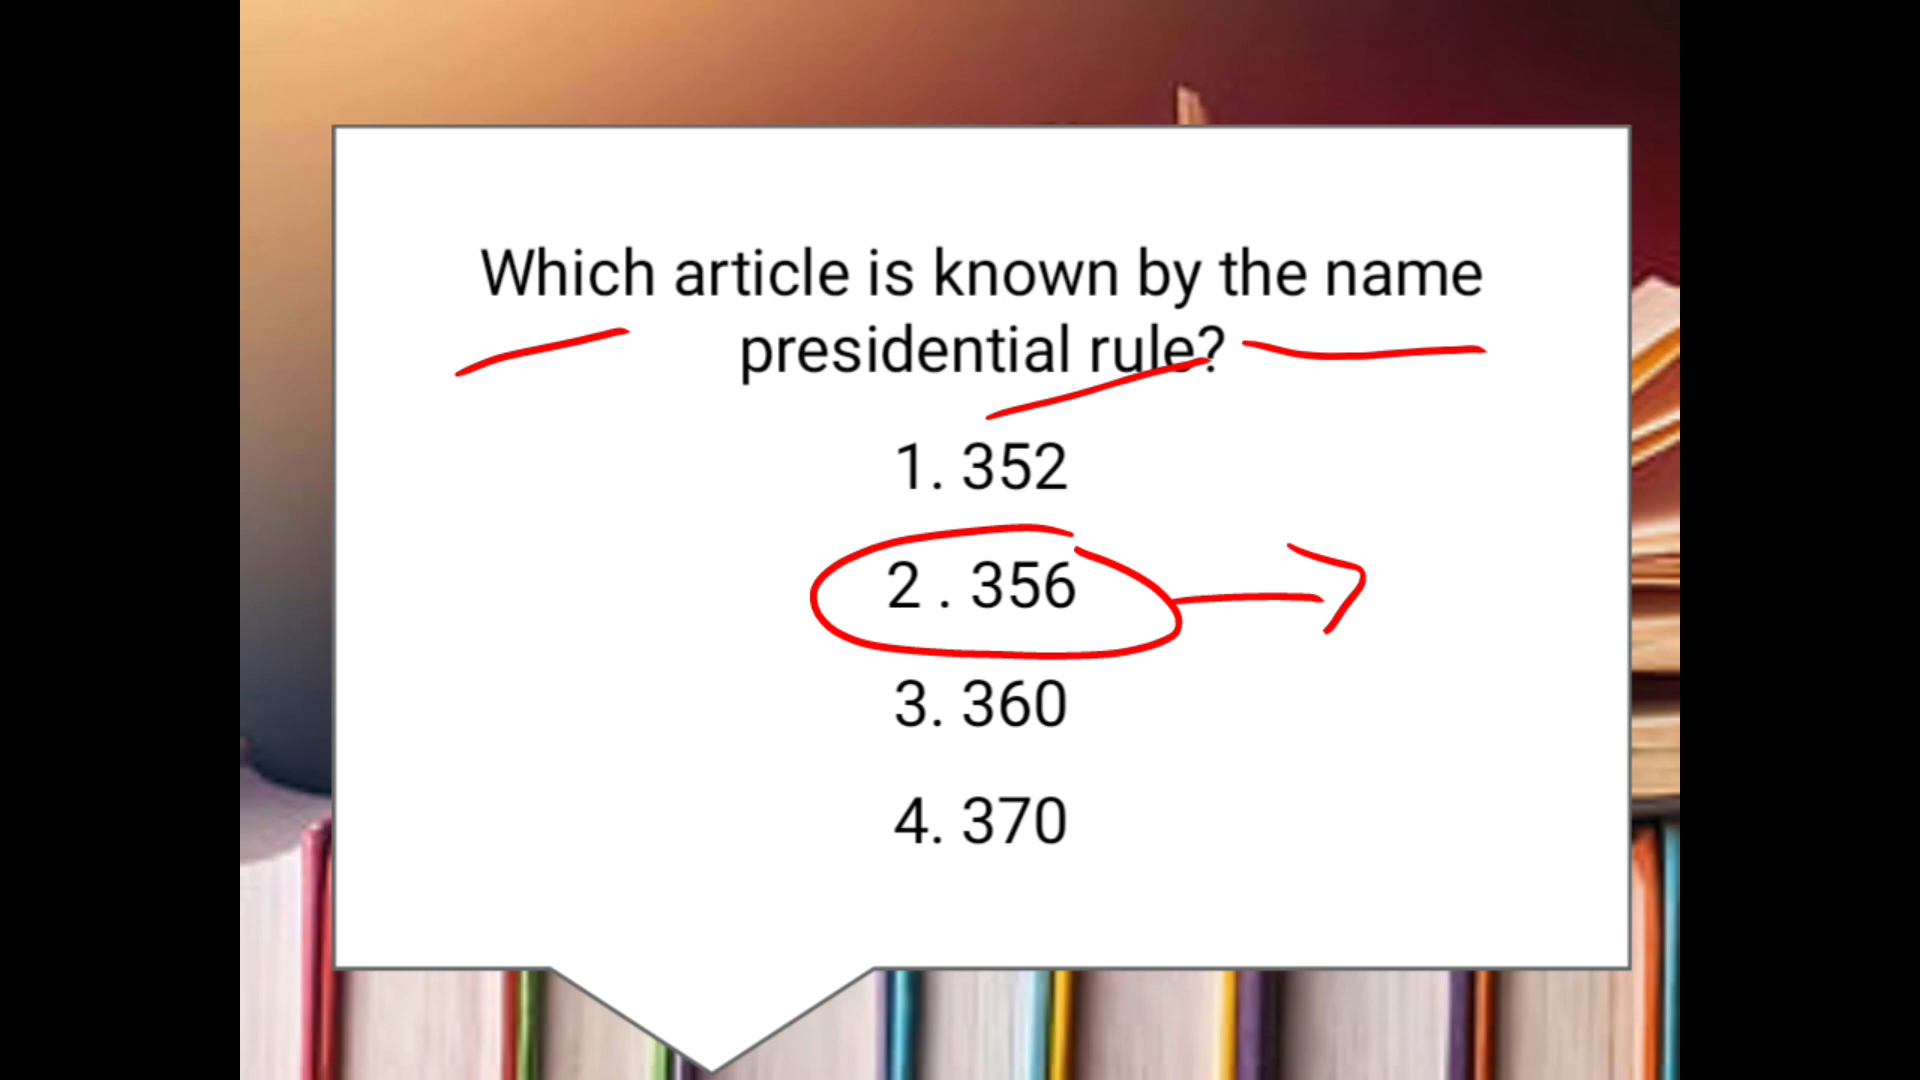 Which article is known by the name
presidential rule?
1. 352
2 . 356
3. 360
4. 370